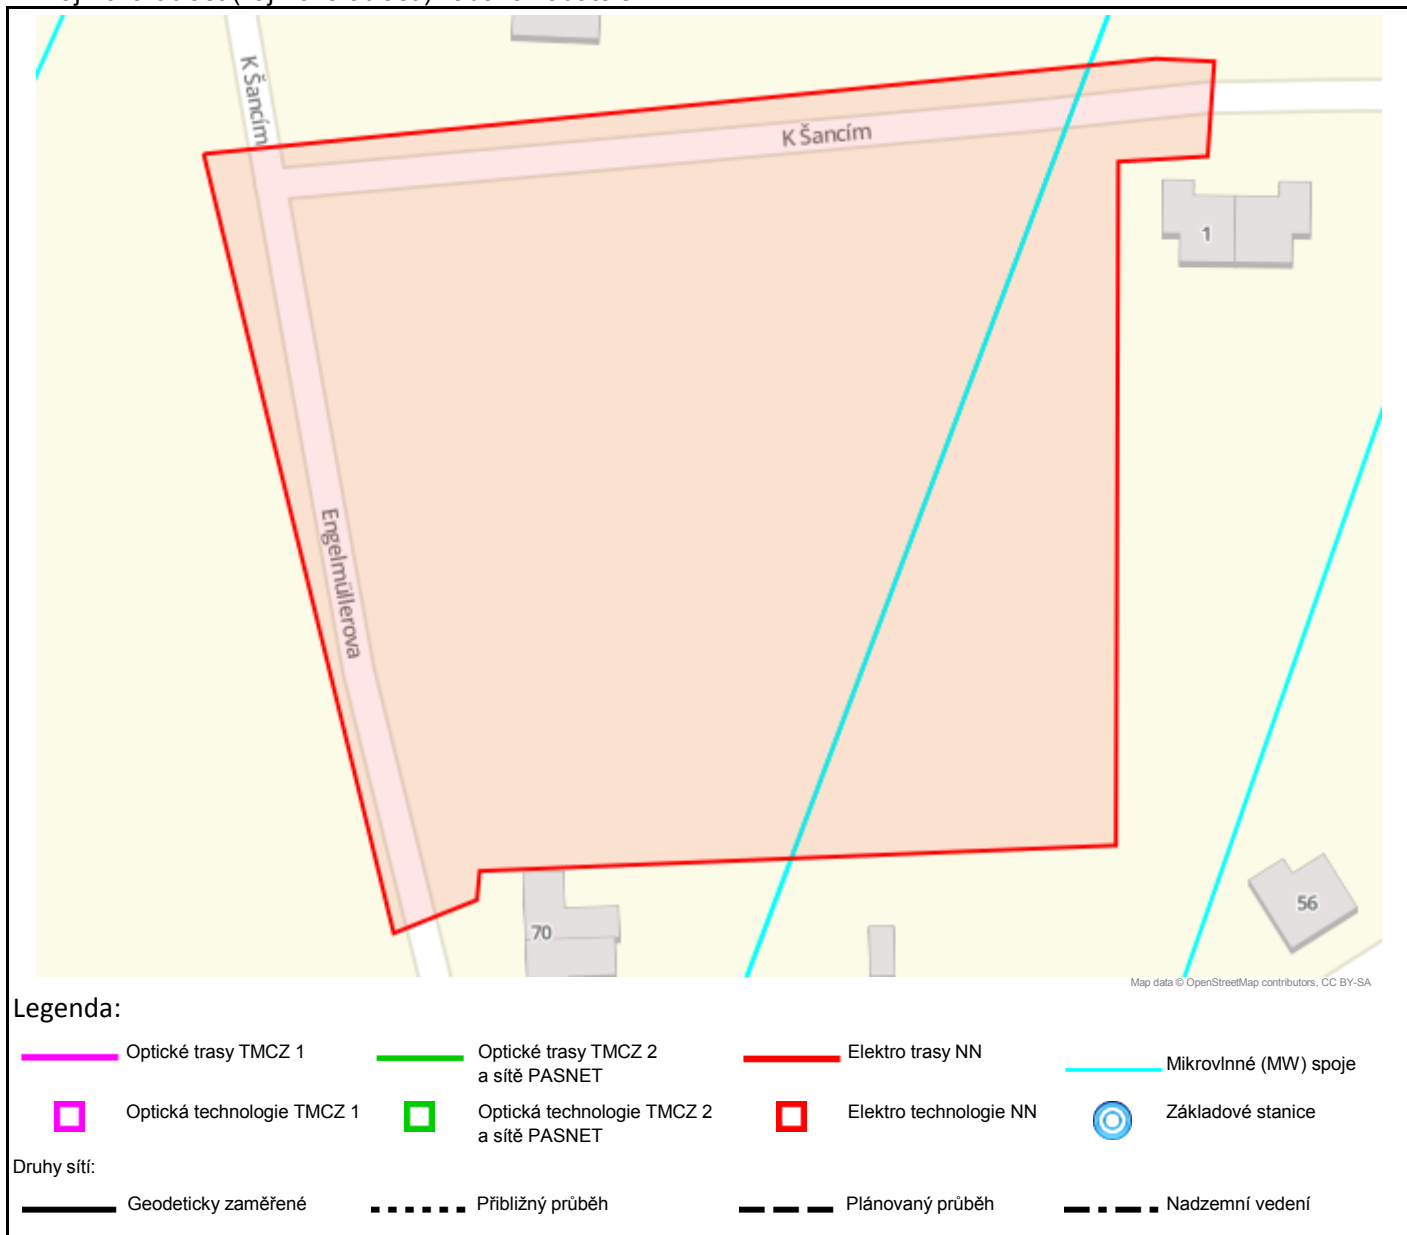 K Šancím
K Šancím
1
Engelmüllerova
70
56
Map data © OpenStreetMap contributors, CC BY-SA
Legenda:
Optické trasy TMCZ 1
Optické trasy TMCZ 2
a sítě PASNET
Elektro trasy NN
Mikrovlnné (MW) spoje
Optická technologie TMCZ 1
Optická technologie TMCZ 2
a sítě PASNET
Elektro technologie NN
Základové stanice
Druhy sítí:
Geodeticky zaměřené
Přibližný průběh
Plánovaný průběh
Nadzemní vedení